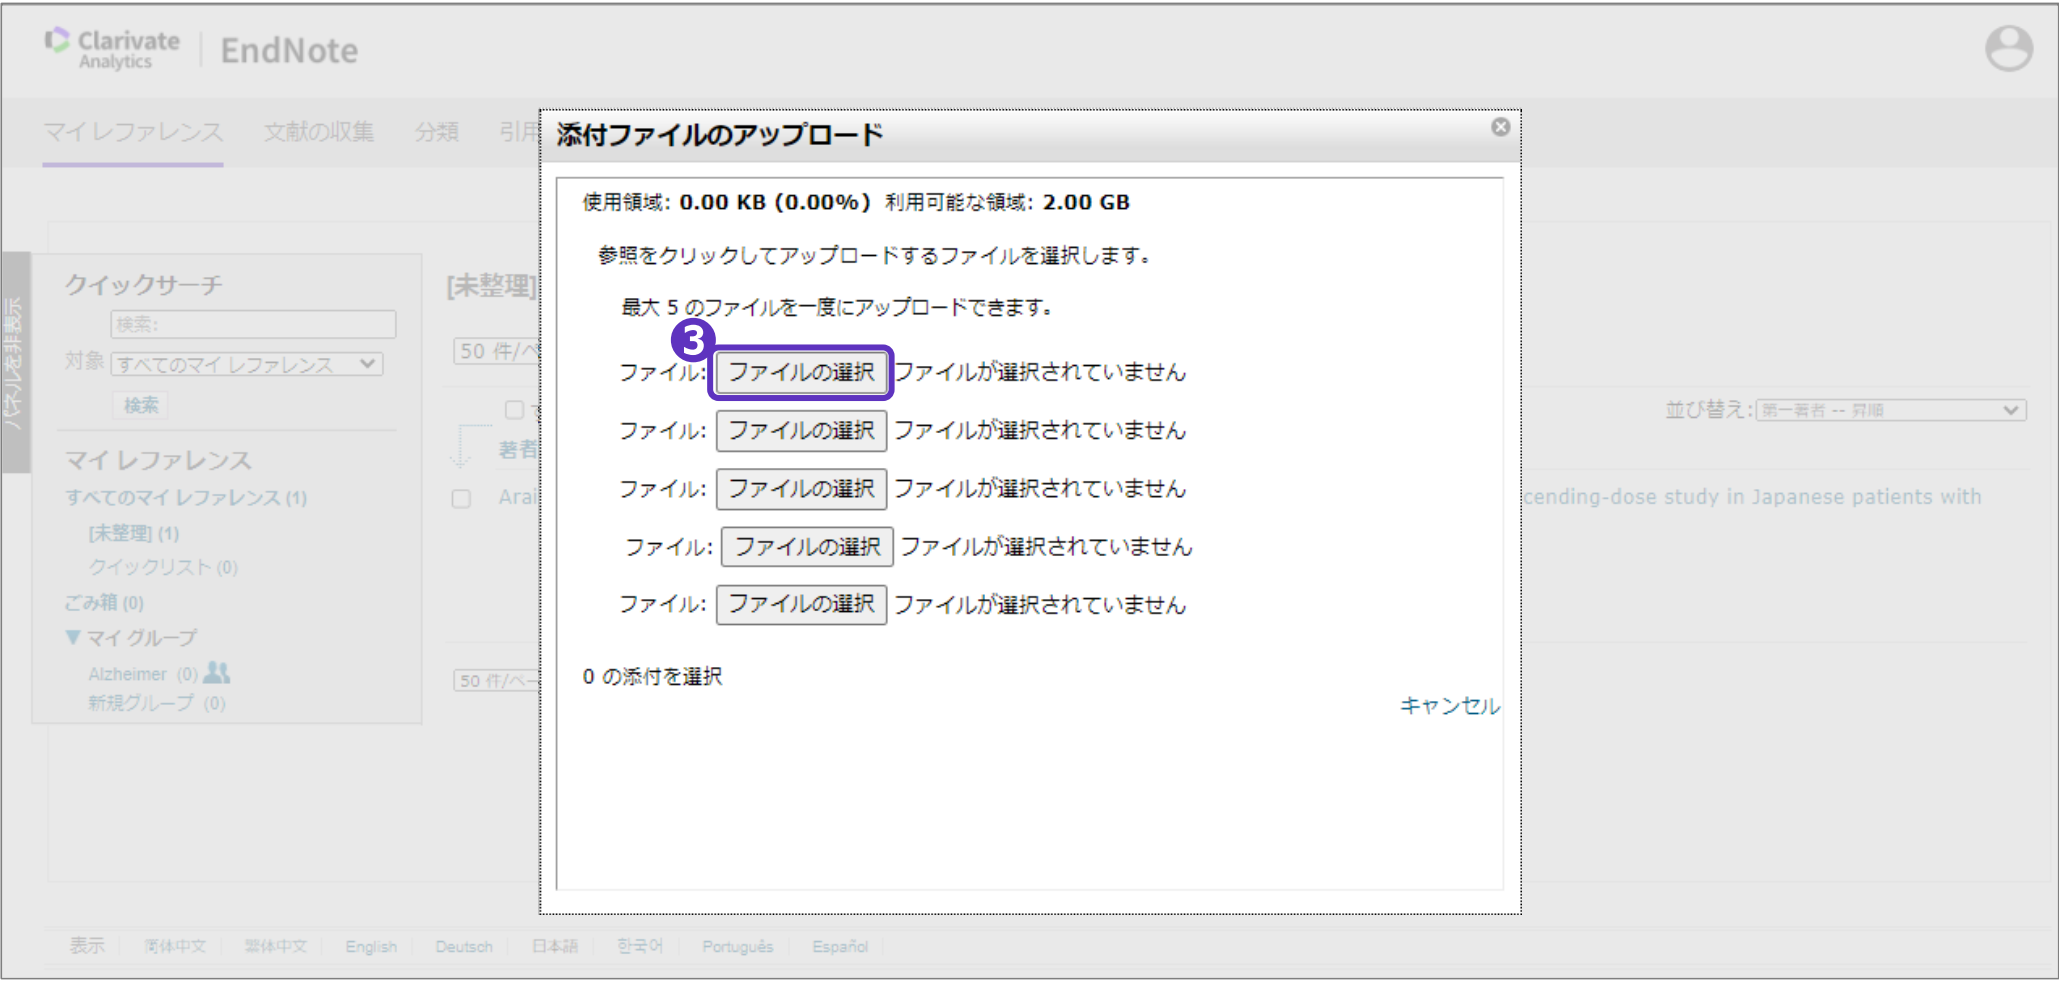 Clarivate
Analytics
EndNote
マイ レファレンス 文献の収集 分類 引用
添付ファイルのアップロード
使用領域: 0.00 KB (0.00%) 利用可能な領域: 2.00 GB
参照をクリックしてアップロードするファイルを選択します。
最大 5 のファイルを一度にアップロードできます。
3
ファイル: ファイルの選択 ファイルが選択されていません
ファイル: ファイルの選択 ファイルが選択されていません
ファイル: ファイルの選択 ファイルが選択されていません
ファイル: ファイルの選択 ファイルが選択されていません
ファイル: ファイルの選択 ファイルが選択されていません
0 の添付を選択
キャンセル
パネルを非表示
クイックサーチ
検索:
対象 すべてのマイ レファレンス
検索
マイ レファレンス
すべてのマイ レファレンス (1)
[未整理] (1)
クイックリスト (0)
ごみ箱 (0)
▼ マイ グループ
Alzheimer (0)
新規グループ (0)
[未整理]
50 件/ペ
著者
Arai
50 件/ペー
並び替え: 第一著者 -- 昇順
cending-dose study in Japanese patients with
表示 简体中文 繁体中文 English Deutsch 日本語 한국어 Português Español